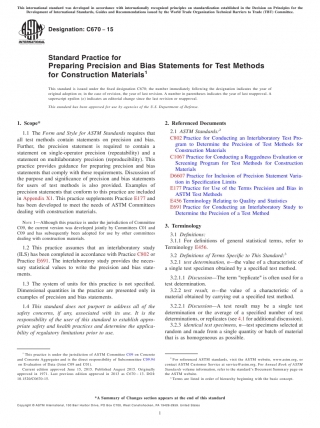 This international standard was developed in accordance with internationally recognized principles on standardization established in the Decision on Principles for the
Development of International Standards, Guides and Recommendations issued by the World Trade Organization Technical Barriers to Trade (TBT) Committee.
Designation: C670 − 15
INTERNATIONAL
Standard Practice for
Preparing Precision and Bias Statements for Test Methods
for Construction Materials¹
This standard is issued under the fixed designation C670; the number immediately following the designation indicates the year of
original adoption or, in the case of revision, the year of last revision. A number in parentheses indicates the year of last reapproval. A
superscript epsilon (´) indicates an editorial change since the last revision or reapproval.
This standard has been approved for use by agencies of the U.S. Department of Defense.
1. Scope*
1.1 The Form and Style for ASTM Standards requires that
all test methods contain statements on precision and bias.
Further, the precision statement is required to contain a
statement on single-operator precision (repeatability) and a
statement on multilaboratory precision (reproducibility). This
practice provides guidance for preparing precision and bias
statements that comply with these requirements. Discussion of
the purpose and significance of precision and bias statements
for users of test methods is also provided. Examples of
precision statements that conform to this practice are included
in Appendix X1. This practice supplements Practice E177 and
has been developed to meet the needs of ASTM Committees
dealing with construction materials.
NOTE 1—Although this practice is under the jurisdiction of Committee
C09, the current version was developed jointly by Committees C01 and
C09 and has subsequently been adopted for use by other committees
dealing with construction materials.
1.2 This practice assumes that an interlaboratory study
(ILS) has been completed in accordance with Practice C802 or
Practice E691. The interlaboratory study provides the neces-
sary statistical values to write the precision and bias state-
ments.
1.3 The system of units for this practice is not specified.
Dimensional quantities in the practice are presented only in
examples of precision and bias statements.
1.4 This standard does not purport to address all of the
safety concerns, if any, associated with its use. It is the
responsibility of the user of this standard to establish appro-
priate safety and health practices and determine the applica-
bility of regulatory limitations prior to use.
2. Referenced Documents
2.1 ASTM Standards:²
C802 Practice for Conducting an Interlaboratory Test Pro-
gram to Determine the Precision of Test Methods for
Construction Materials
C1067 Practice for Conducting a Ruggedness Evaluation or
Screening Program for Test Methods for Construction
Materials
D6607 Practice for Inclusion of Precision Statement Varia-
tion in Specification Limits
E177 Practice for Use of the Terms Precision and Bias in
ASTM Test Methods
E456 Terminology Relating to Quality and Statistics
E691 Practice for Conducting an Interlaboratory Study to
Determine the Precision of a Test Method
3. Terminology
3.1 Definitions:
3.1.1 For definitions of general statistical terms, refer to
Terminology E456.
3.2 Definitions of Terms Specific to This Standard:³
3.2.1 test determination, n—the value of a characteristic of
a single test specimen obtained by a specified test method.
3.2.1.1 Discussion—The term "replicate" is often used for a
test determination.
3.2.2 test result, n—the value of a characteristic of a
material obtained by carrying out a specified test method.
3.2.2.1 Discussion—A test result may be a single test
determination or the average of a specified number of test
determinations, or replicates (see 4.1 for additional discussion).
3.2.3 identical test specimens, n—test specimens selected at
random and made from a single quantity or batch of material
that is as homogeneous as possible.
¹ This practice is under the jurisdiction of ASTM Committee C09 on Concrete
and Concrete Aggregates and is the direct responsibility of Subcommittee C09.94
on Evaluation of Data (Joint C09 and C01).
Current edition approved June 15, 2015. Published August 2015. Originally
approved in 1971. Last previous edition approved in 2013 as C670 – 13. DOI:
10.1520/C0670-15.
² For referenced ASTM standards, visit the ASTM website, www.astm.org, or
contact ASTM Customer Service at service@astm.org. For Annual Book of ASTM
Standards volume information, refer to the standard's Document Summary page on
the ASTM website.
³ Terms are listed in order of hierarchy beginning with the basic concept.
*A Summary of Changes section appears at the end of this standard
Copyright © ASTM International, 100 Barr Harbor Drive, PO Box C700, West Conshohocken, PA 19428-2959. United States
1